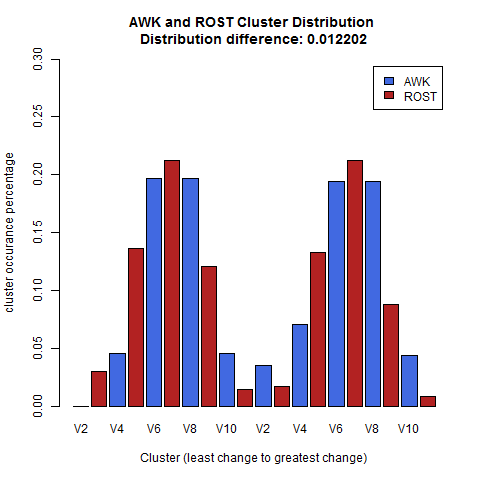 AWK and ROST Cluster Distribution
Distribution difference: 0.012202
AWK
ROST
cluster occurance percentage
0.30
0.25
0.20
0.15
0.10
0.05
0.00
V2 V4 V6 V8 V10 V2 V4 V6 V8 V10
Cluster (least change to greatest change)